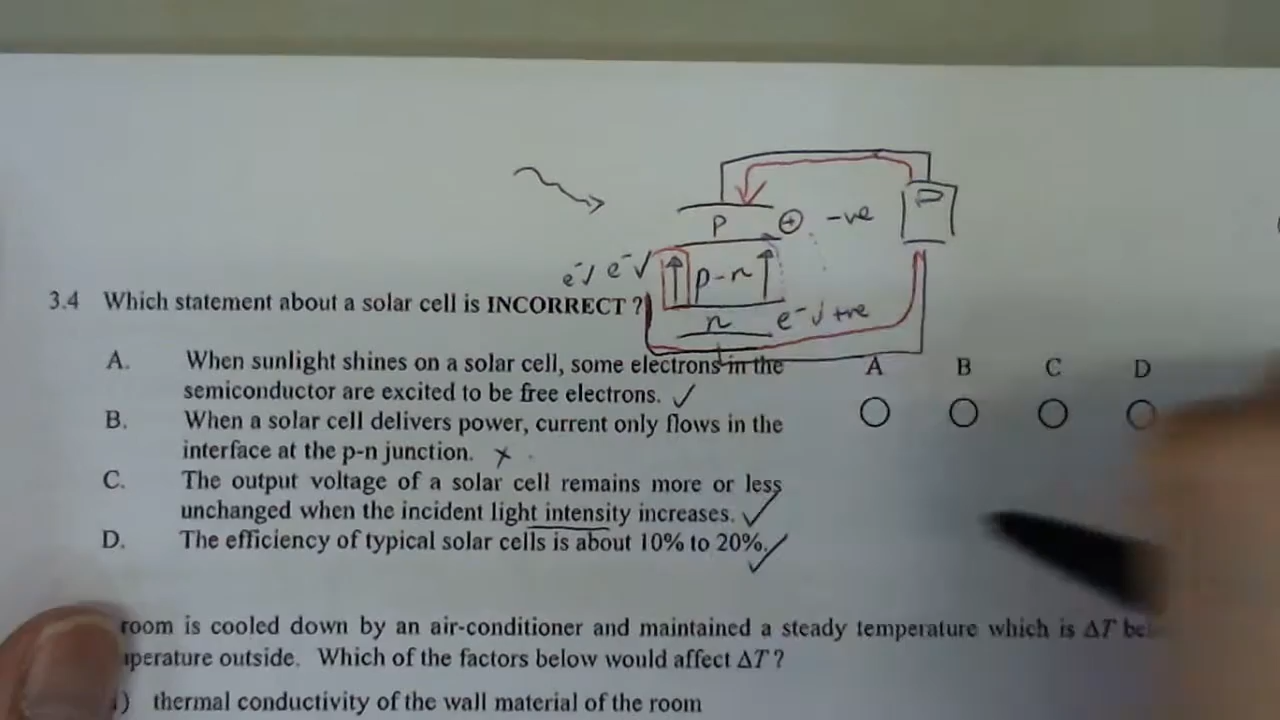 P ⊕ -ve
e⁻√ e⁻√ p-n
n e⁻√ +ve
3.4 Which statement about a solar cell is INCORRECT ?
A. When sunlight shines on a solar cell, some electrons in the
semiconductor are excited to be free electrons. ✓
B. When a solar cell delivers power, current only flows in the
interface at the p-n junction. ×
C. The output voltage of a solar cell remains more or less
unchanged when the incident light intensity increases. ✓
D. The efficiency of typical solar cells is about 10% to 20%. ✓
A B C D
room is cooled down by an air-conditioner and maintained a steady temperature which is ΔT
outside. Which of the factors below would affect ΔT ?
) thermal conductivity of the wall material of the room